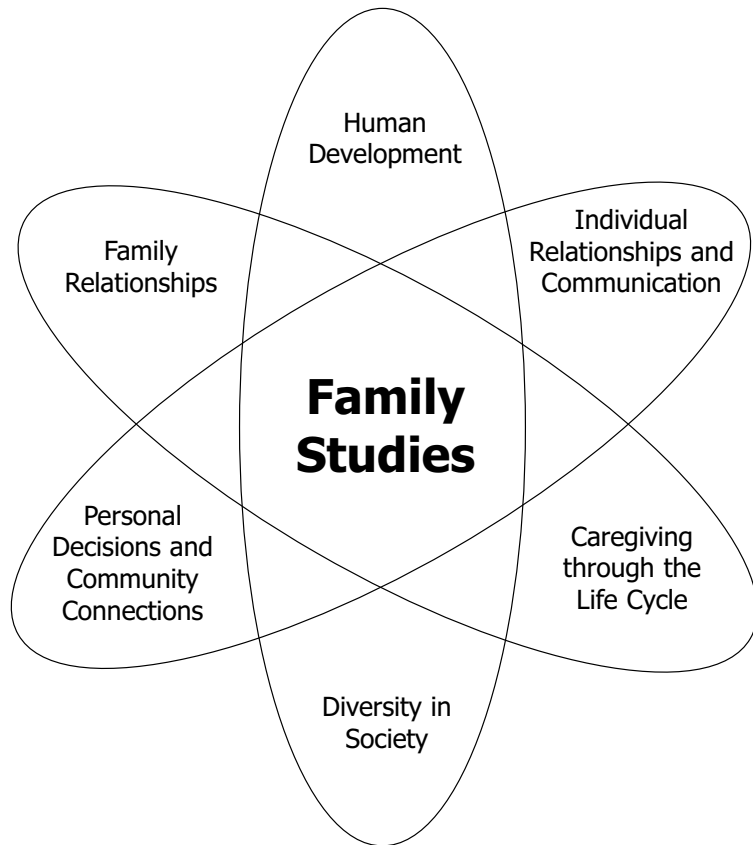 Human
Development
Family
Relationships
Individual
Relationships and
Communication
Family
Studies
Personal
Decisions and
Community
Connections
Caregiving
through the
Life Cycle
Diversity in
Society